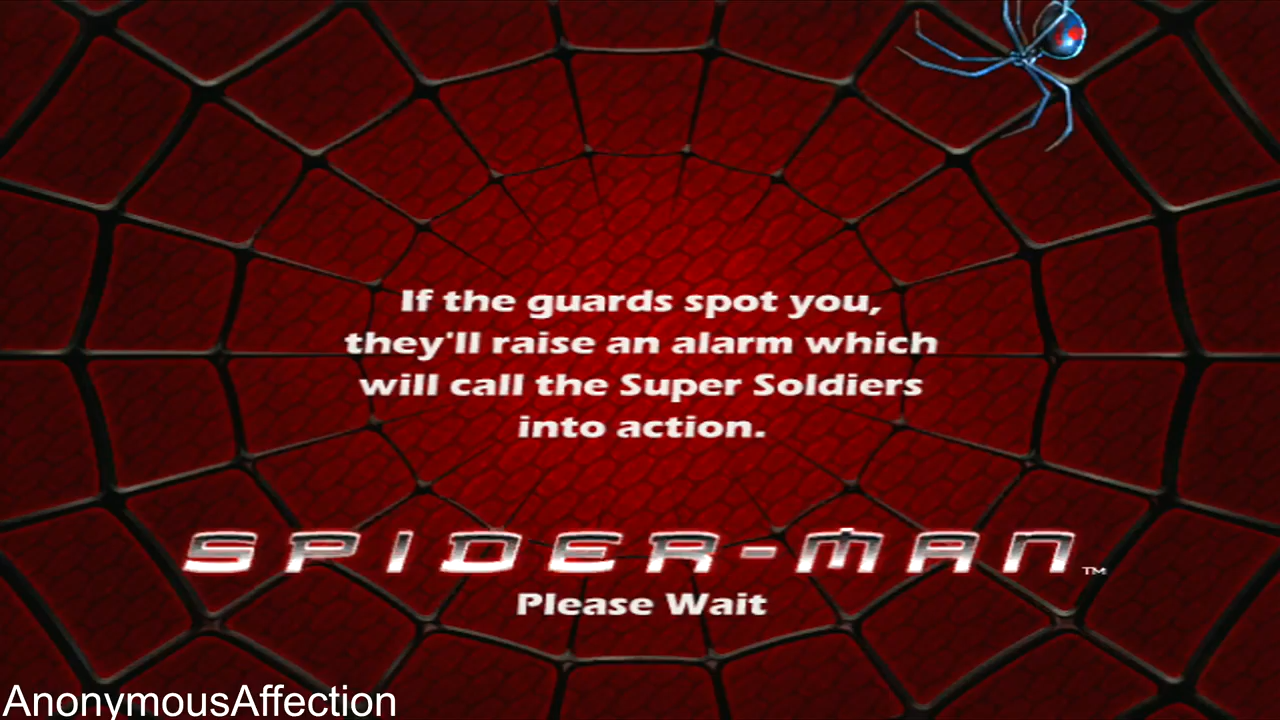 If the guards spot you,
they'll raise an alarm which
will call the Super Soldiers
into action.
SPIDER-MAN™
Please Wait
AnonymousAffection